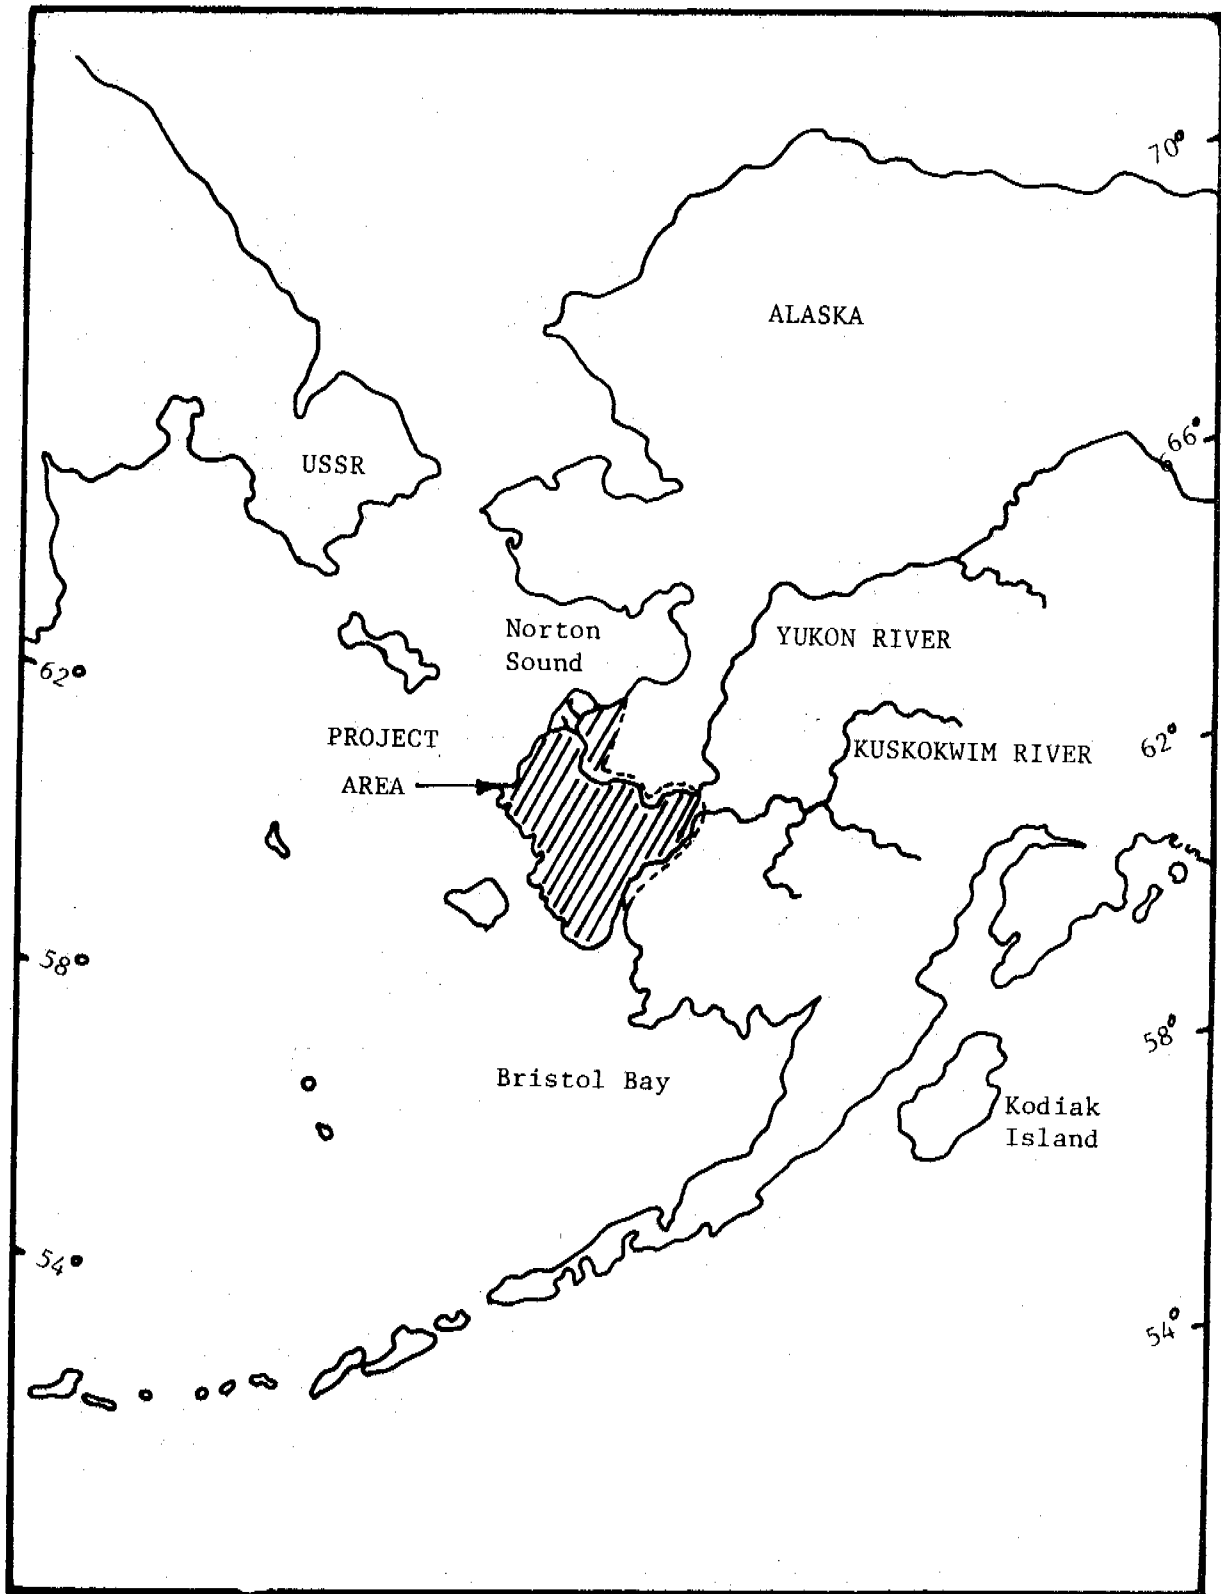 70°
ALASKA
66°
USSR
Norton
Sound
YUKON RIVER
62°
PROJECT
AREA
62°
KUSKOKWIM RIVER
58°
58°
Bristol Bay
Kodiak
Island
54°
54°